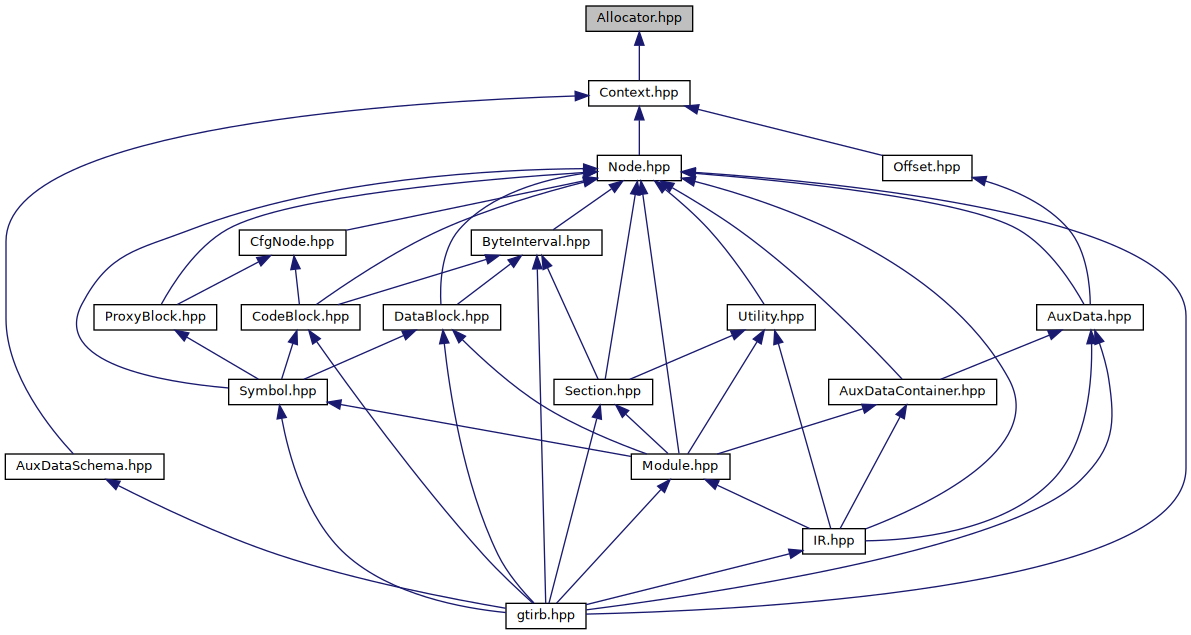 Allocator.hpp
Context.hpp
Node.hpp
Offset.hpp
CfgNode.hpp
ByteInterval.hpp
ProxyBlock.hpp
CodeBlock.hpp
DataBlock.hpp
Utility.hpp
AuxData.hpp
Symbol.hpp
Section.hpp
AuxDataContainer.hpp
AuxDataSchema.hpp
Module.hpp
IR.hpp
gtirb.hpp